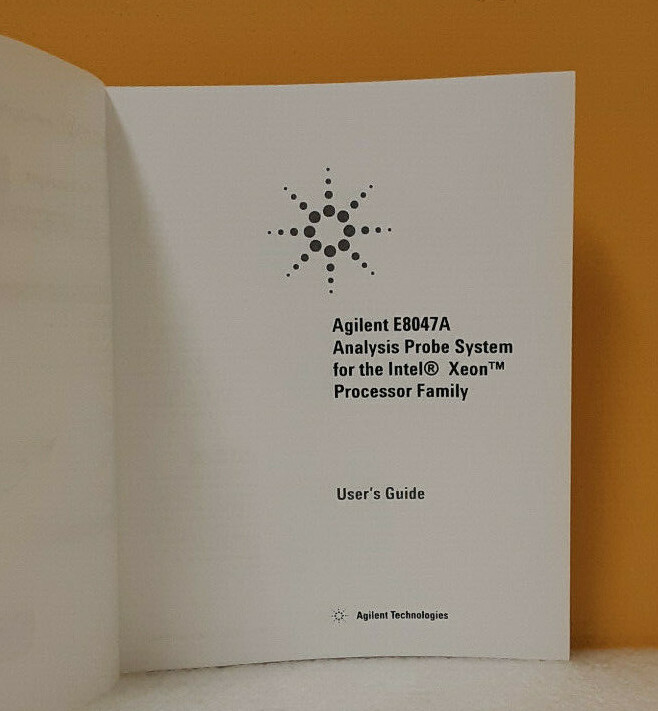 Agilent E8047A
Analysis Probe System
for the Intel® Xeon™
Processor Family
User's Guide
Agilent Technologies